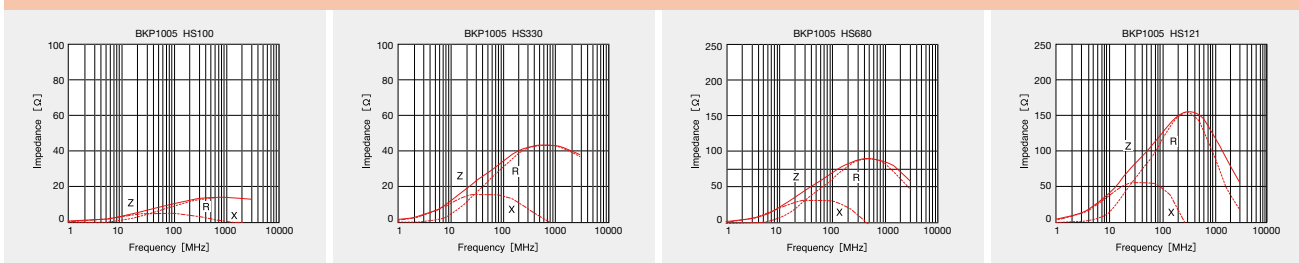 BKP1005 HS100
100
80
60
40
20
0
Impedance [Ω]
Z
R
X
1
10
100
1000
10000
Frequency [MHz]
BKP1005 HS330
100
80
60
40
20
0
Impedance [Ω]
Z
R
X
1
10
100
1000
10000
Frequency [MHz]
BKP1005 HS680
250
200
150
100
50
0
Impedance [Ω]
Z
R
X
1
10
100
1000
10000
Frequency [MHz]
BKP1005 HS121
250
200
150
100
50
0
Impedance [Ω]
Z
R
X
1
10
100
1000
10000
Frequency [MHz]